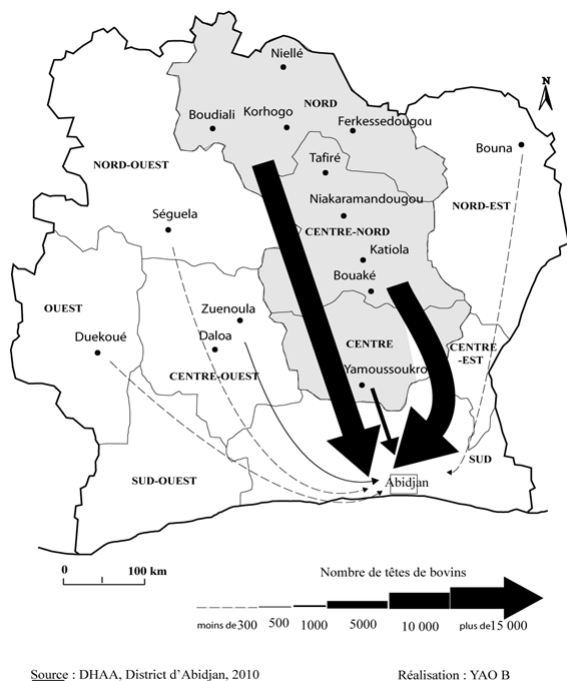 Niellé
N
NORD
Boudiali
Korhogo
Ferkessedougou
Bouna
Tafiré
NORD-OUEST
Niakaramandougou
NORD-EST
Séguela
CENTRE-NORD
Katiola
Bouaké
Zuenoula
OUEST
Duekoué
Daloa
CENTRE
CENTRE
-EST
CENTRE-OUEST
Yamoussoukro
SUD-OUEST
SUD
Abidjan
0 100 km
Nombre de têtes de bovins
moins de 300 500 1000 5000 10 000 plus de 15 000
Source : DHAA, District d'Abidjan, 2010 Réalisation : YAO B